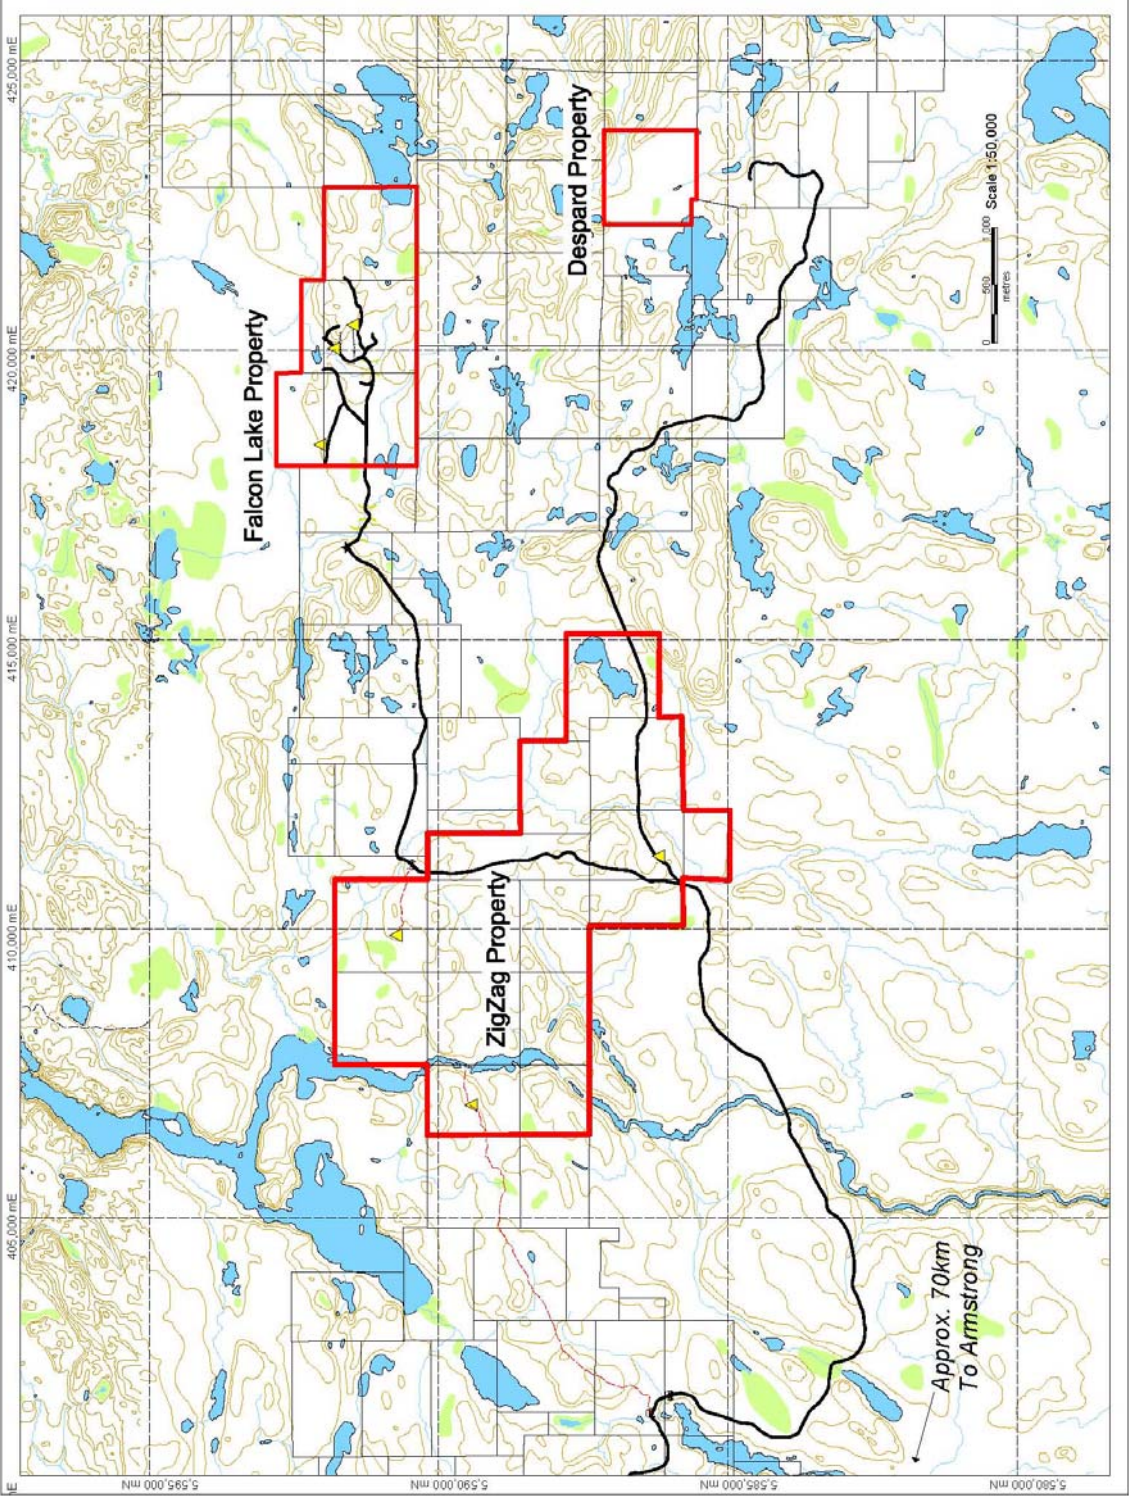 425,000 mE
420,000 mE
415,000 mE
410,000 mE
405,000 mE
mE
5,595,000 mN
5,590,000 mN
5,585,000 mN
5,580,000 mN
Falcon Lake Property
Despard Property
ZigZag Property
Scale 1:50,000
0 500 1,000
metres
Approx. 70km
To Armstrong